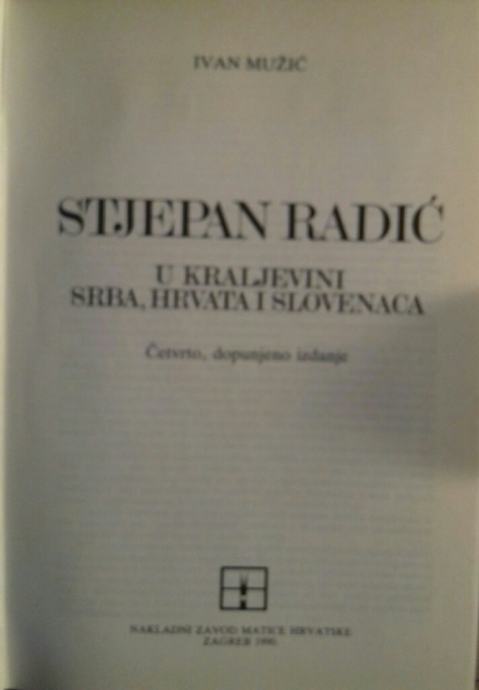 IVAN MUŽIĆ
STJEPAN RADIĆ
U KRALJEVINI
SRBA, HRVATA I SLOVENACA
Četvrto, dopunjeno izdanje
NAKLADNI ZAVOD MATICE HRVATSKE
ZAGREB 1990.